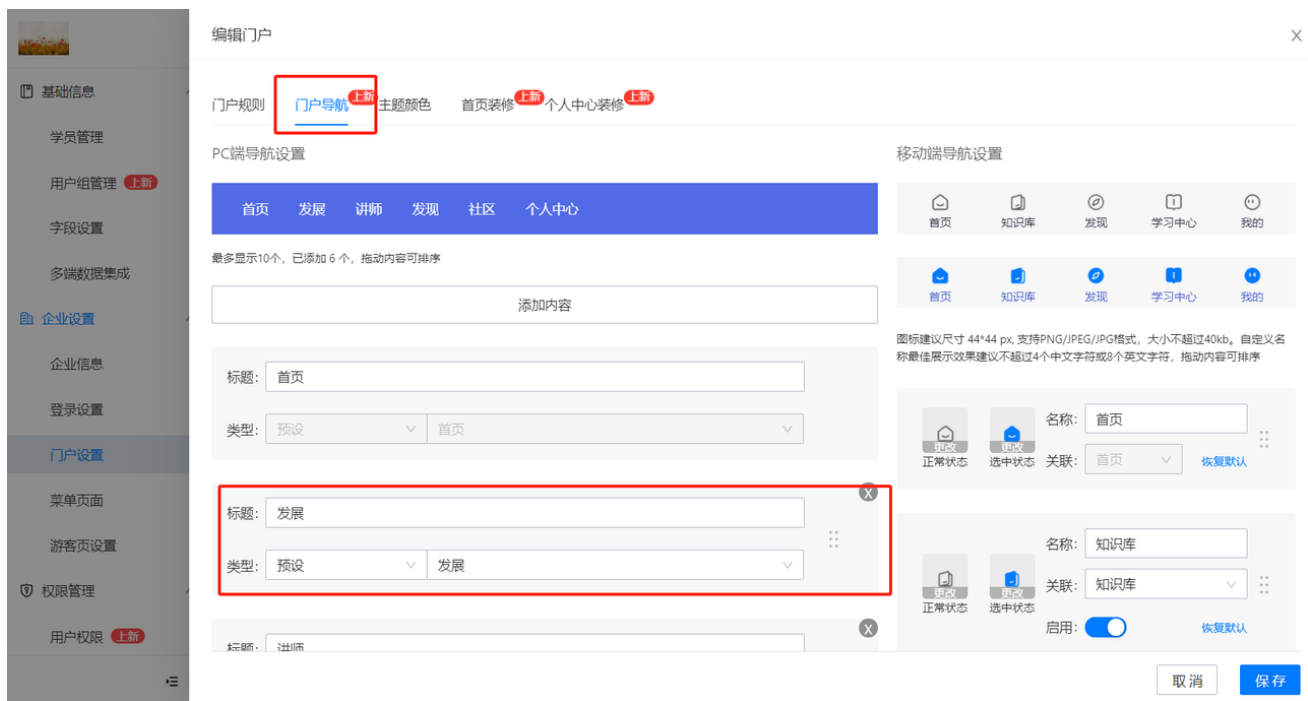 编辑门户
基础信息
学员管理
用户组管理 上新
字段设置
多端数据集成
企业设置
企业信息
登录设置
门户设置
菜单页面
游客页设置
权限管理
用户权限 上新
门户规则 门户导航 上新 主题颜色 首页装修 上新 个人中心装修 上新
PC端导航设置
首页 发展 讲师 发现 社区 个人中心
最多显示10个，已添加 6 个，拖动内容可排序
添加内容
标题: 首页
类型: 预设 首页
X
标题: 发展
类型: 预设 发展
X
标题: 讲师
移动端导航设置
首页 知识库 发现 学习中心 我的
首页 知识库 发现 学习中心 我的
图标建议尺寸 44*44 px, 支持PNG/JPEG/JPG格式，大小不超过40kb。自定义名
称最佳展示效果建议不超过4个中文字符或8个英文字符，拖动内容可排序
名称: 首页
更改 更改
正常状态 选中状态 关联: 首页 恢复默认
名称: 知识库
更改 更改 关联: 知识库
正常状态 选中状态
启用: 恢复默认
取消 保存